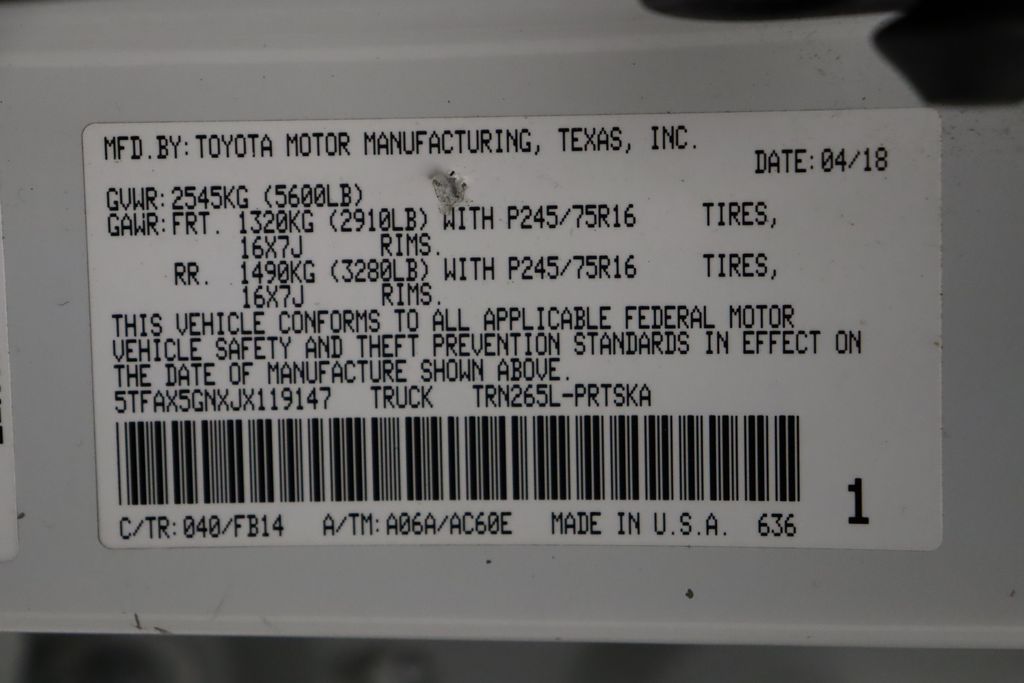 MFD.BY: TOYOTA MOTOR MANUFACTURING, TEXAS, INC.
DATE: 04/18
GVWR: 2545KG (5600LB)
GAWR: FRT. 1320KG (2910LB) WITH P245/75R16 TIRES,
16X7J RIMS.
RR. 1490KG (3280LB) WITH P245/75R16 TIRES,
16X7J RIMS.
THIS VEHICLE CONFORMS TO ALL APPLICABLE FEDERAL MOTOR
VEHICLE SAFETY AND THEFT PREVENTION STANDARDS IN EFFECT ON
THE DATE OF MANUFACTURE SHOWN ABOVE.
5TFAX5GNXJX119147 TRUCK TRN265L-PRTSKA
1
C/TR: 040/FB14 A/TM: A06A/AC60E MADE IN U.S.A. 636